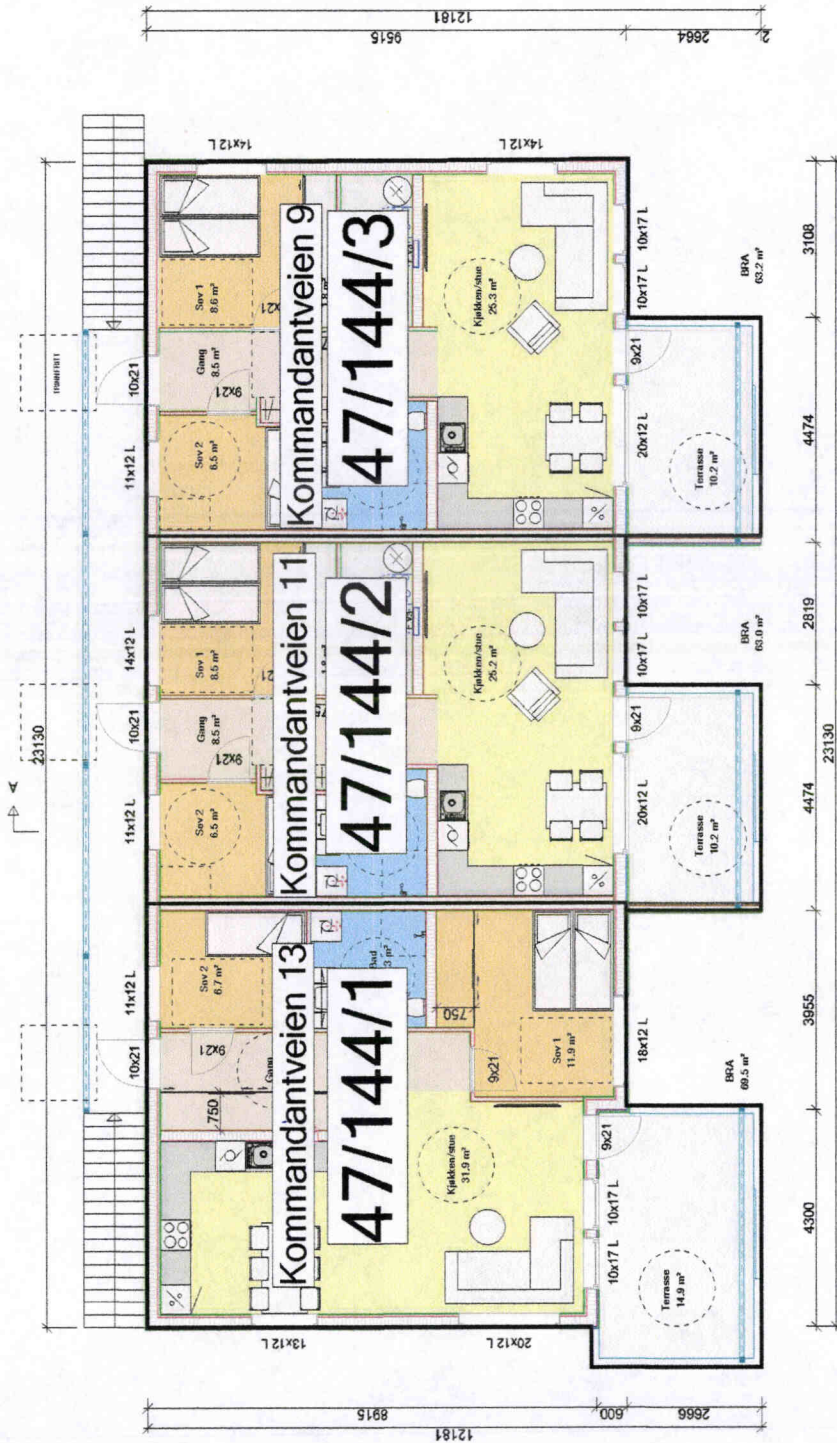 12181
9515
2664
2
14x12 L
14x12 L
23130
10x21
11x12 L
Sov 1
8.6 m²
Gang
8.5 m²
9x21
Sov 2
6.5 m²
Kommandantveien 9
47/144/3
Kjøkken/stue
25.3 m²
10x17 L
10x17 L
9x21
20x12 L
Terrasse
10.2 m²
BRA
63.2 m²
3108
4474
14x12 L
10x21
11x12 L
Sov 1
8.5 m²
Gang
8.5 m²
9x21
Sov 2
6.5 m²
Kommandantveien 11
47/144/2
Kjøkken/stue
25.2 m²
10x17 L
10x17 L
9x21
20x12 L
Terrasse
10.2 m²
BRA
63.0 m²
2819
4474
23130
A
11x12 L
10x21
Sov 2
6.7 m²
9x21
Gang
750
Bad
Kommandantveien 13
47/144/1
750
9x21
Sov 1
11.9 m²
Kjøkken/stue
31.9 m²
18x12 L
9x21
10x17 L
10x17 L
Terrasse
14.9 m²
BRA
69.5 m²
3955
4300
13x12 L
20x12 L
8915
600
2666
12181